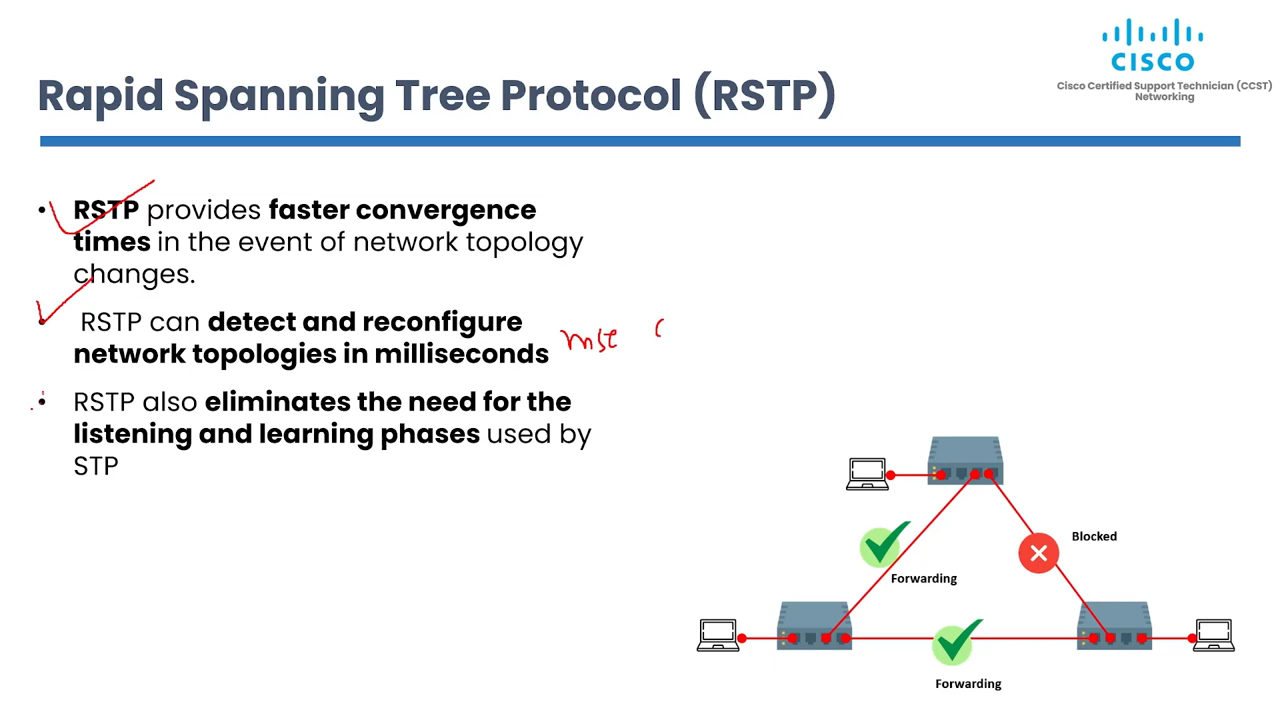 CISCO
Cisco Certified Support Technician (CCST)
Networking
Rapid Spanning Tree Protocol (RSTP)
• RSTP provides faster convergence
times in the event of network topology
changes.
• RSTP can detect and reconfigure
network topologies in milliseconds
• RSTP also eliminates the need for the
listening and learning phases used by
STP
Blocked
Forwarding
Forwarding